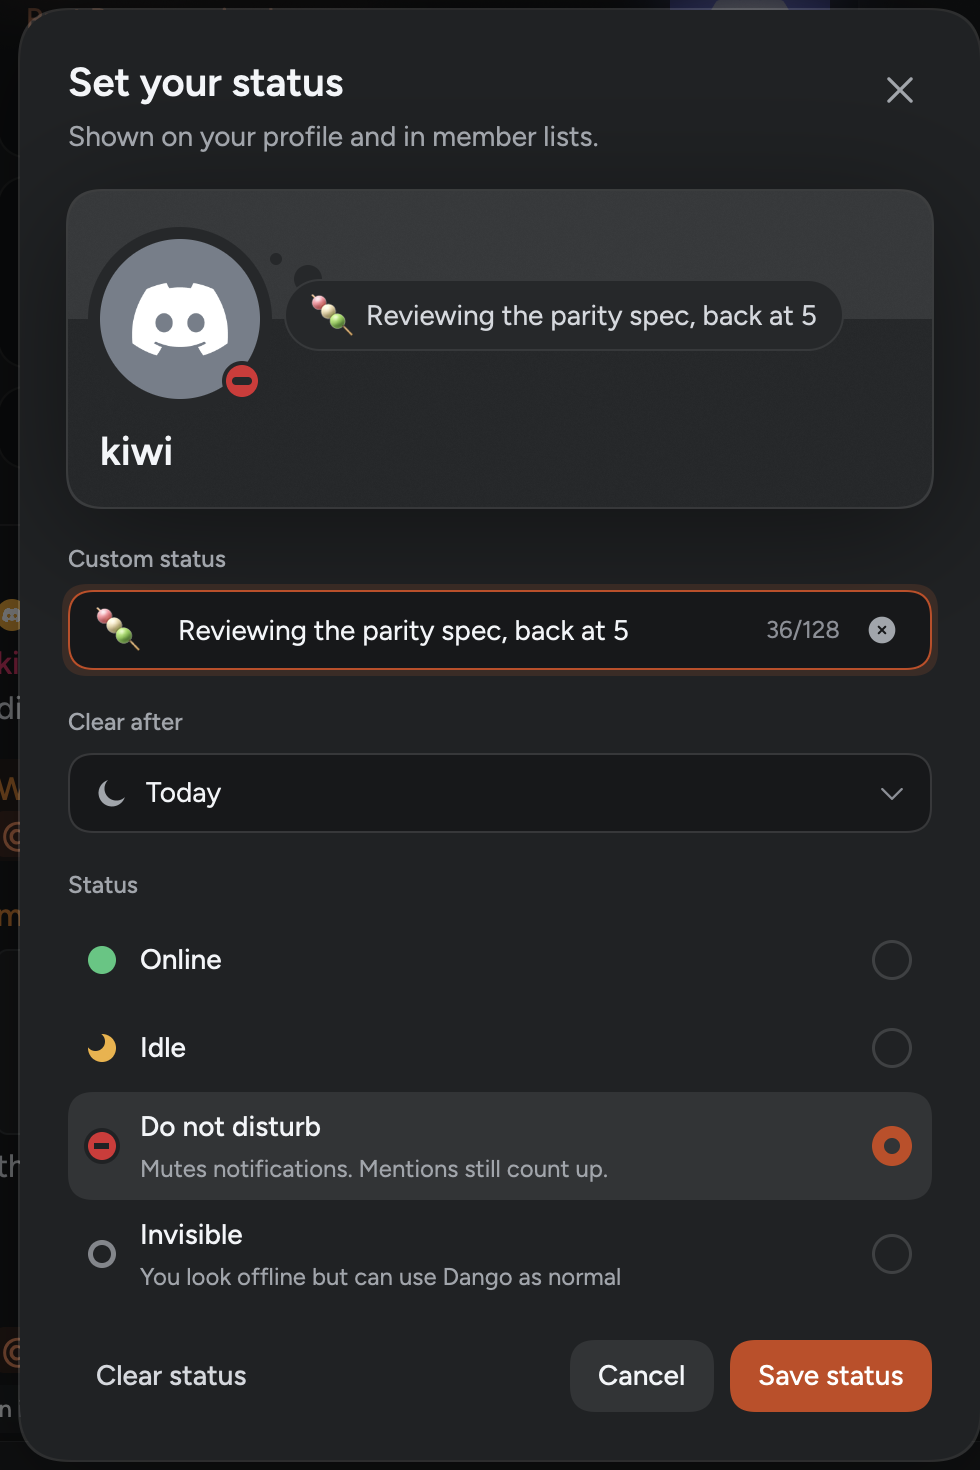 Set your status
Shown on your profile and in member lists.
Reviewing the parity spec, back at 5
kiwi
Custom status
Reviewing the parity spec, back at 5 36/128
Clear after
Today
Status
Online
Idle
Do not disturb
Mutes notifications. Mentions still count up.
Invisible
You look offline but can use Dango as normal
Clear status Cancel Save status